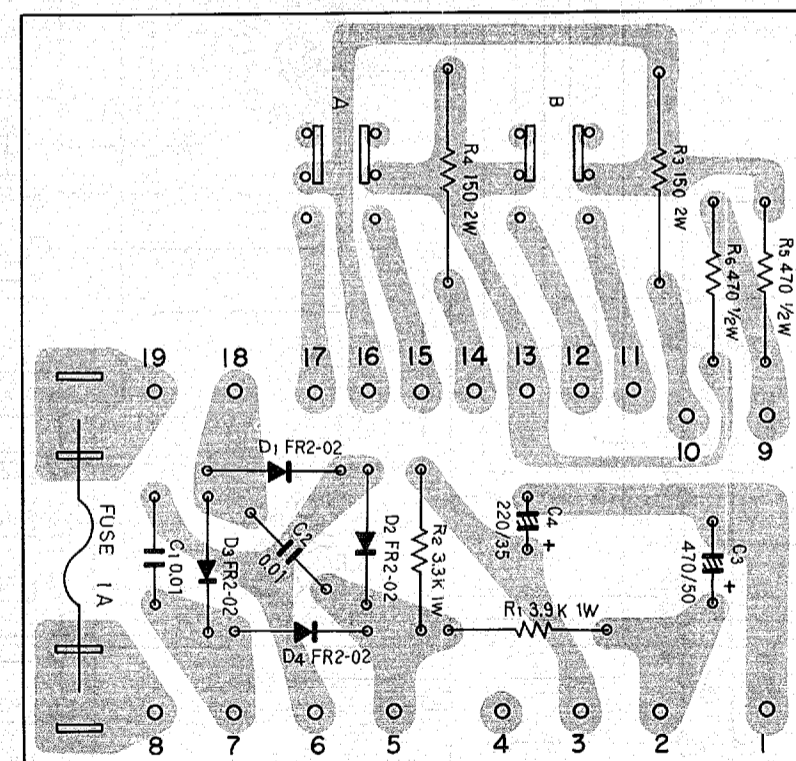 A
B
R4 150 2W
R3 150 2W
R6 470 1/2W
R5 470 1/2W
19
18
17
16
15
14
13
12
11
10
9
D1 FR2-02
FUSE 1A
C1 0.01
D3 FR2-02
C2
0.01
D2 FR2-02
R2 3.3K 1W
C4
220/35
+
C3
470/50
+
R1 3.9K 1W
D4 FR2-02
8
7
6
5
4
3
2
1